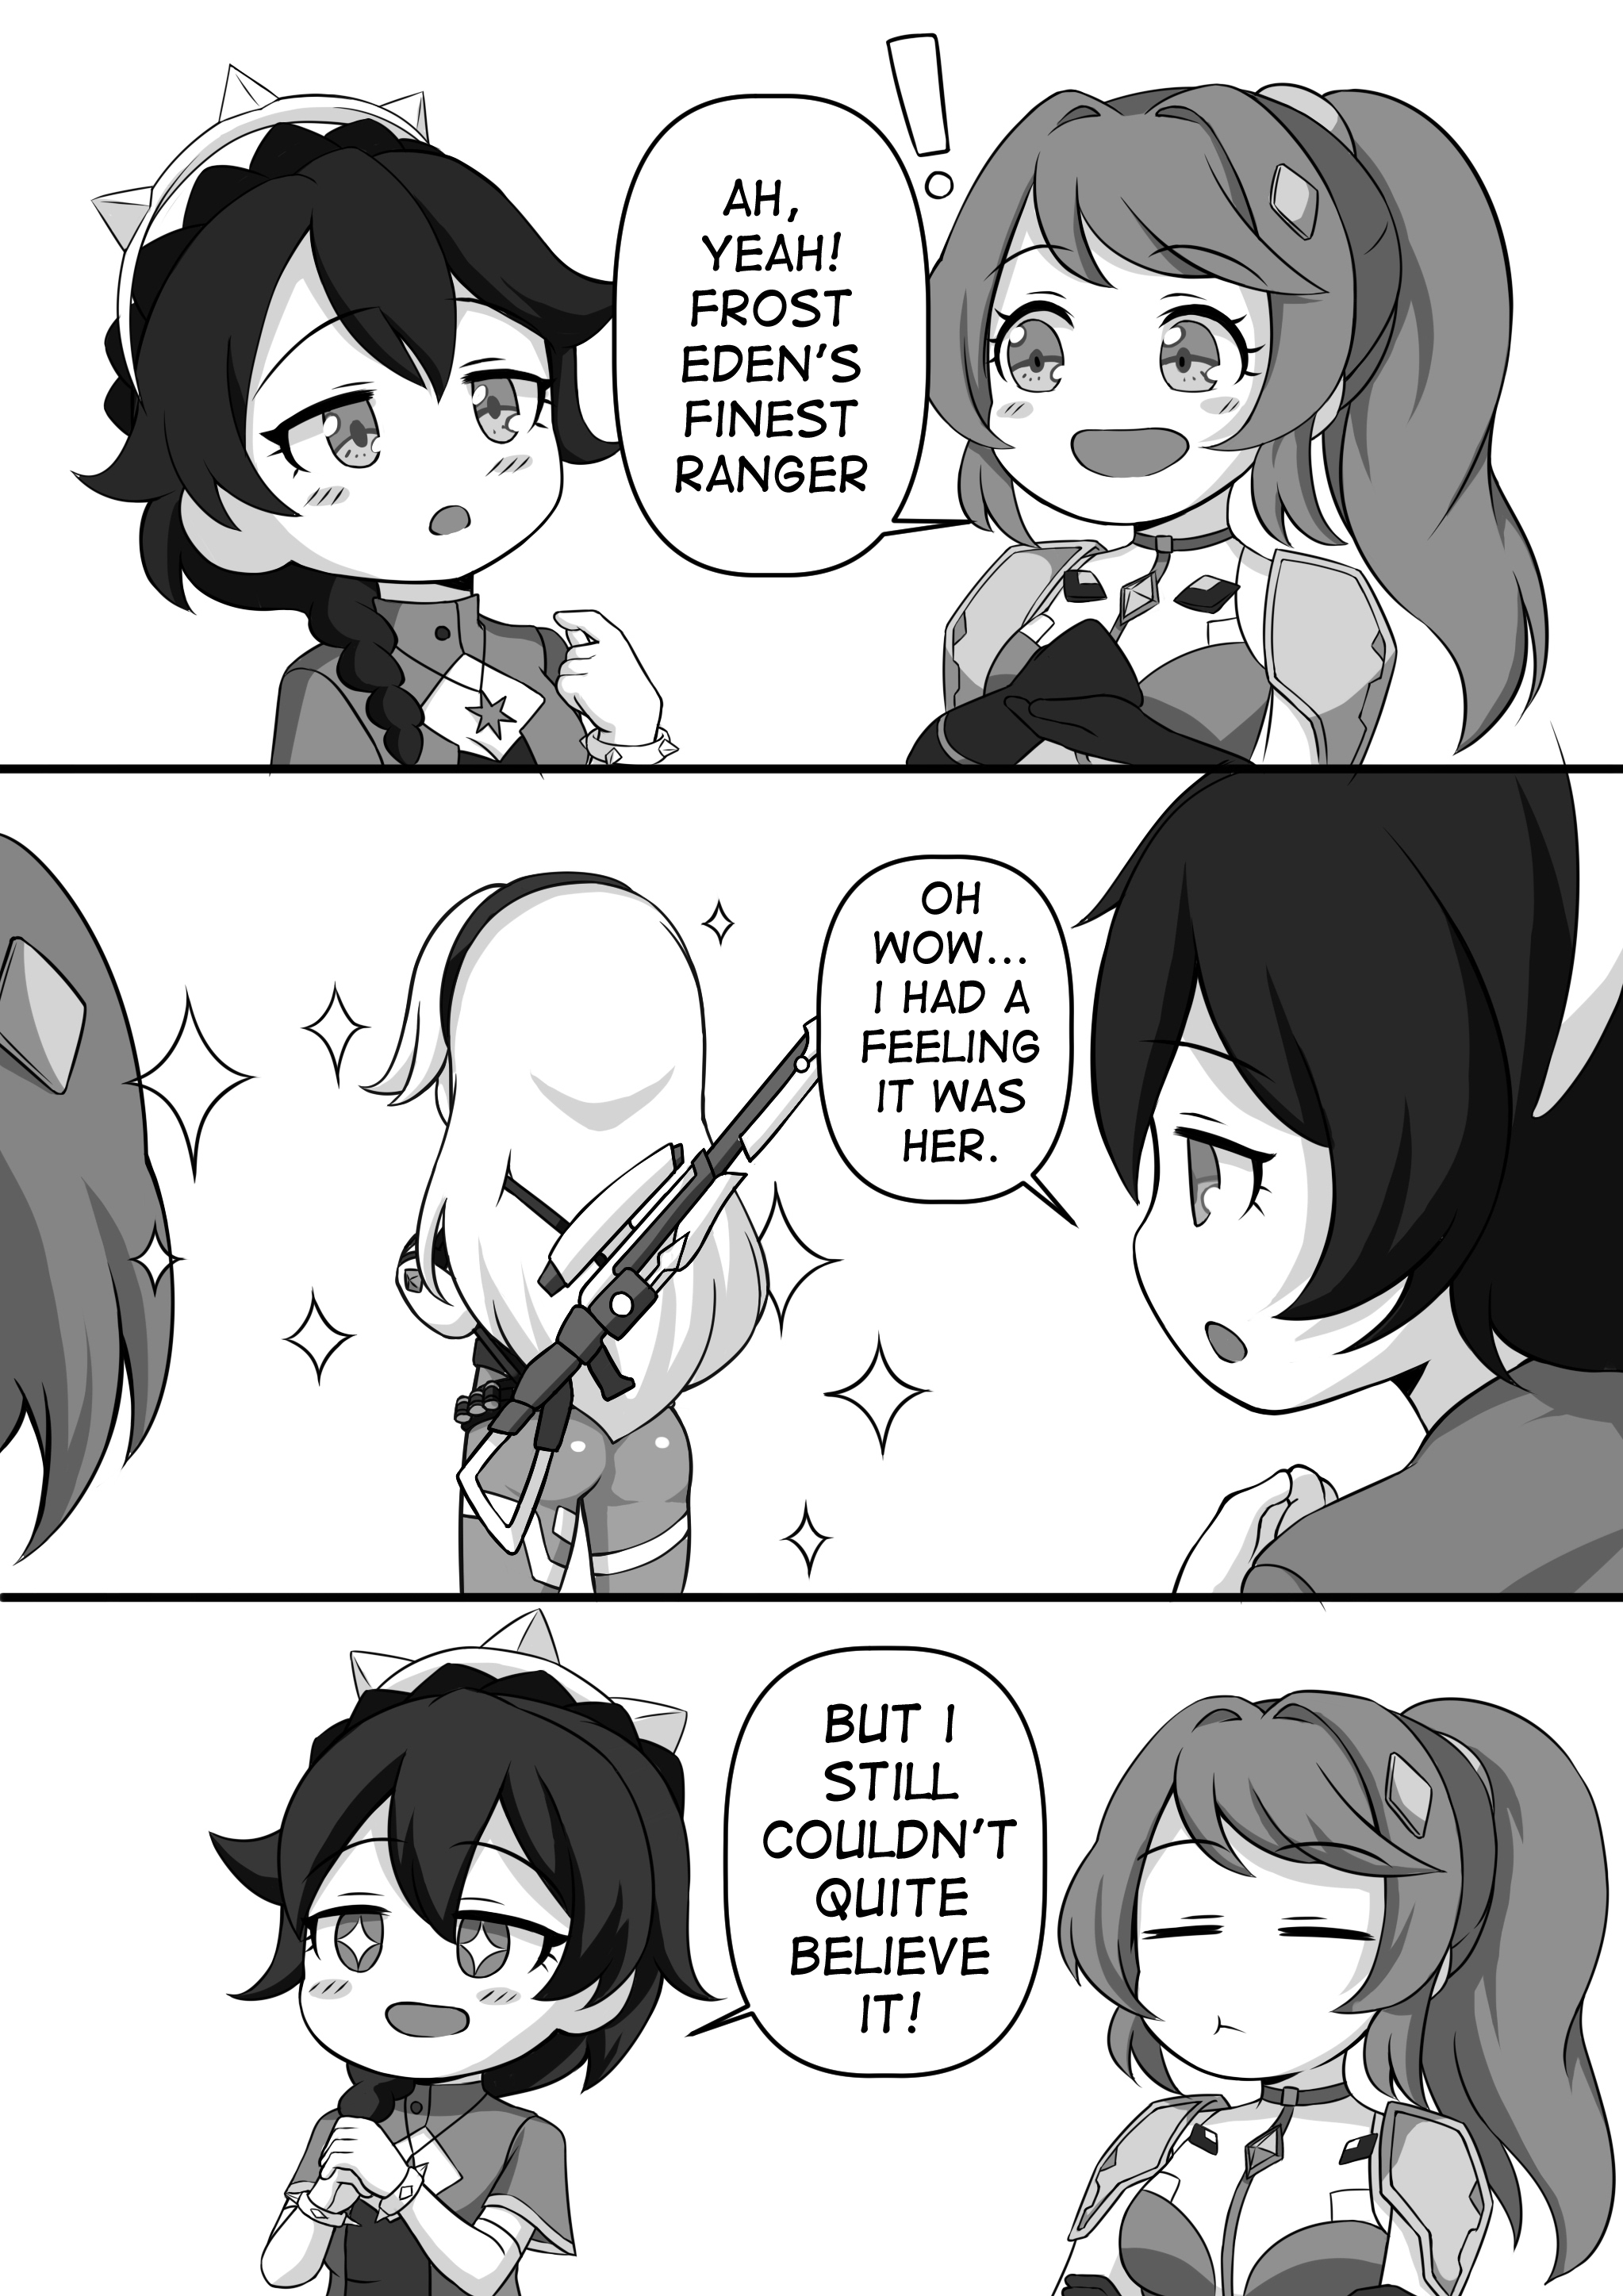 AH,
YEAH!
FROST
EDEN'S
FINEST
RANGER
OH
WOW...
I HAD A
FEELING
IT WAS
HER.
BUT I
STILL
COULDN'T
QUITE
BELIEVE
IT!